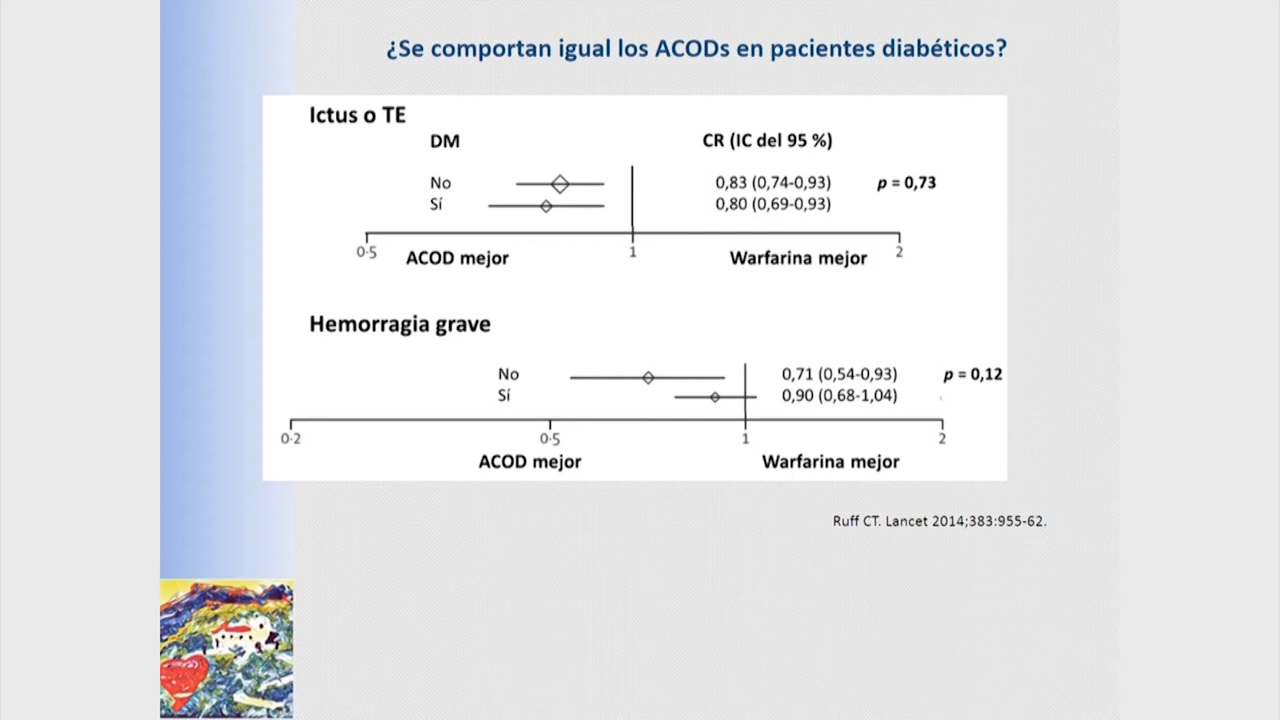 ¿Se comportan igual los ACODs en pacientes diabéticos?
Ictus o TE
DM CR (IC del 95 %)
No 0,83 (0,74-0,93) p = 0,73
Sí 0,80 (0,69-0,93)
0·5 1 2
ACOD mejor Warfarina mejor
Hemorragia grave
No 0,71 (0,54-0,93) p = 0,12
Sí 0,90 (0,68-1,04)
0·2 0·5 1 2
ACOD mejor Warfarina mejor
Ruff CT. Lancet 2014;383:955-62.